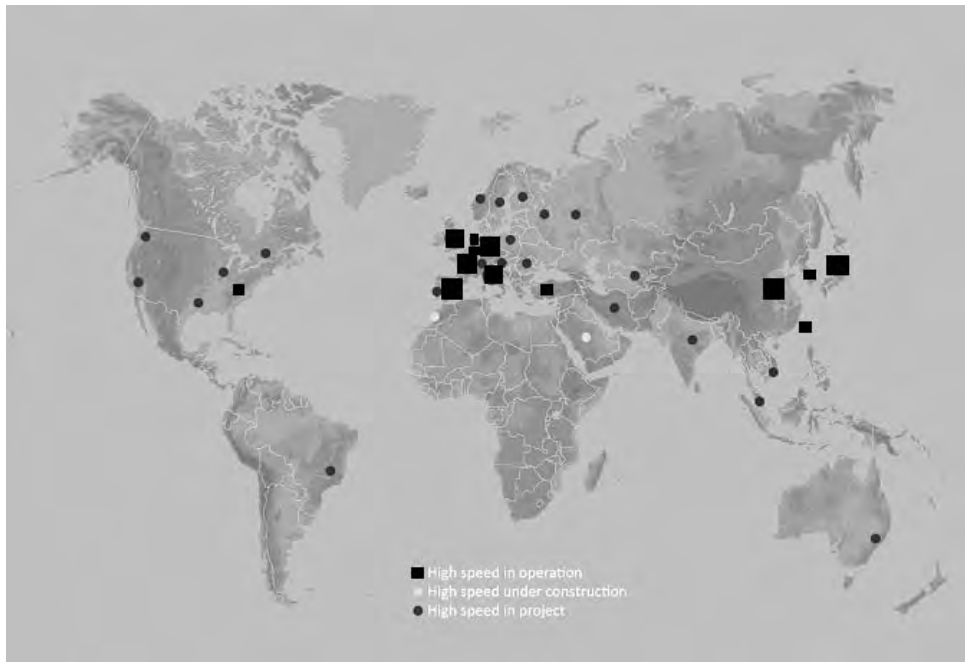 High speed in operation
High speed under construction
High speed in project